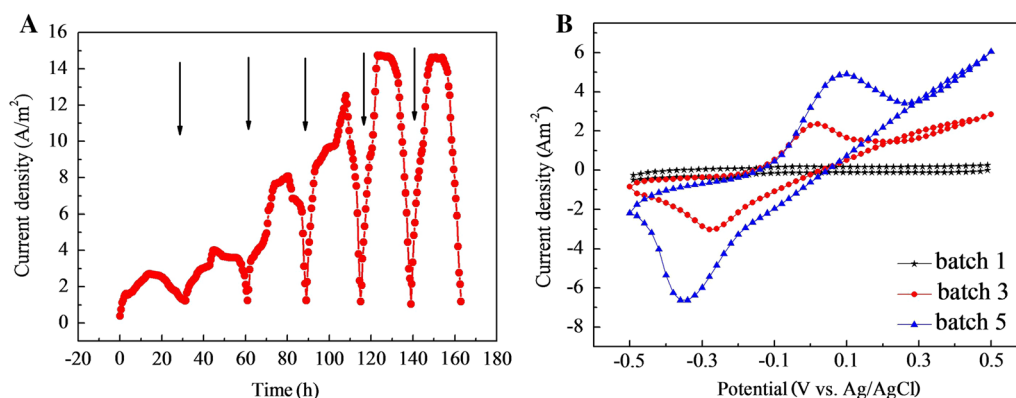 A
Current density (A/m²)
16
14
12
10
8
6
4
2
0
-20 0 20 40 60 80 100 120 140 160 180
Time (h)
B
Current density (Am⁻²)
6
4
2
0
-2
-4
-6
-8
batch 1
batch 3
batch 5
-0.5 -0.3 -0.1 0.1 0.3 0.5
Potential (V vs. Ag/AgCl)